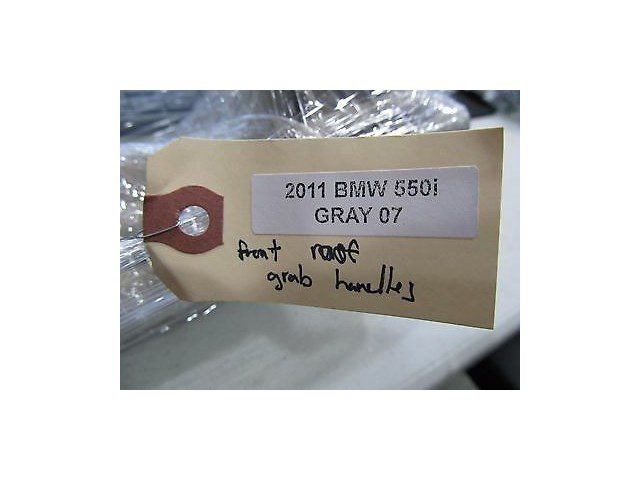 2011 BMW 550i
GRAY 07
front roof
grab handles